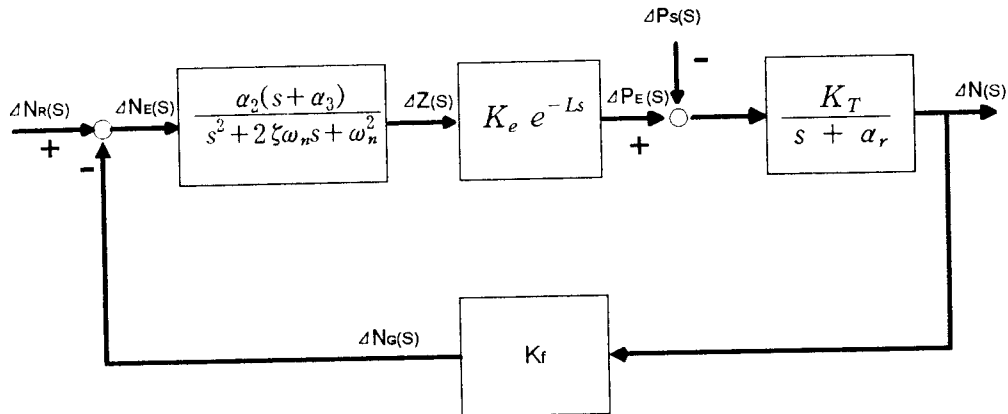 ΔPs(S)
ΔNR(S)
+
-
ΔNE(S)
α2(s+α3)
s²+2ζωns+ωn²
ΔZ(S)
Ke e^-Ls
ΔPE(S)
+
-
KT
s + αr
ΔN(S)
ΔNG(S)
Kf